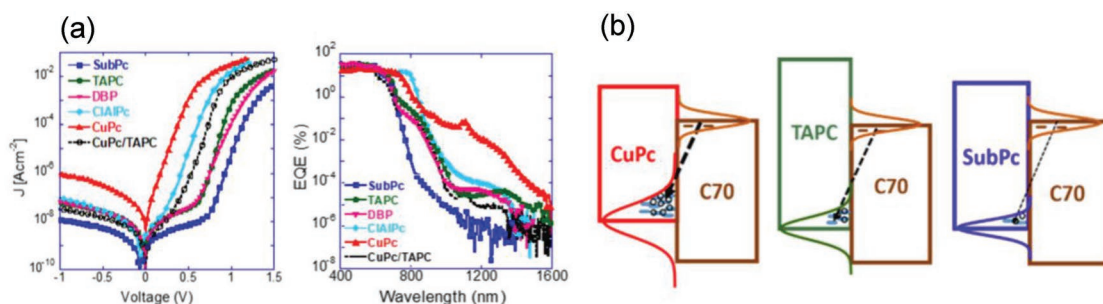 (a)
SubPc
TAPC
DBP
ClAlPc
CuPc
CuPc/TAPC
J [Acm⁻²]
10⁻²
10⁻⁴
10⁻⁶
10⁻⁸
10⁻¹⁰
-1 -0.5 0 0.5 1 1.5
Voltage (V)
EQE (%)
10²
10⁰
10⁻²
10⁻⁴
10⁻⁶
10⁻⁸
SubPc
TAPC
DBP
ClAlPc
CuPc
CuPc/TAPC
400 800 1200 1600
Wavelength (nm)
(b)
CuPc
C70
TAPC
C70
SubPc
C70